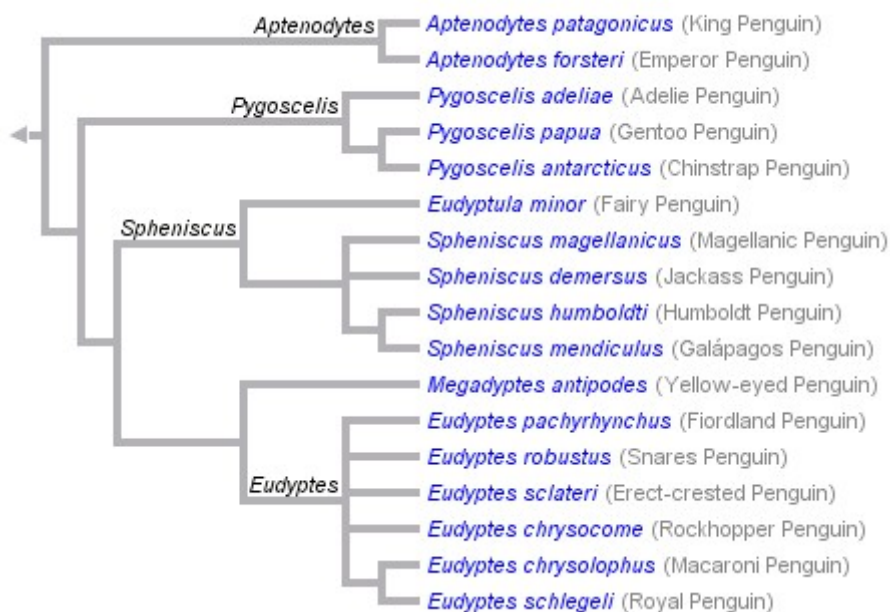 Aptenodytes
Aptenodytes patagonicus (King Penguin)
Aptenodytes forsteri (Emperor Penguin)
Pygoscelis
Pygoscelis adeliae (Adelie Penguin)
Pygoscelis papua (Gentoo Penguin)
Pygoscelis antarcticus (Chinstrap Penguin)
Eudyptula minor (Fairy Penguin)
Spheniscus
Spheniscus magellanicus (Magellanic Penguin)
Spheniscus demersus (Jackass Penguin)
Spheniscus humboldti (Humboldt Penguin)
Spheniscus mendiculus (Galápagos Penguin)
Megadyptes antipodes (Yellow-eyed Penguin)
Eudyptes pachyrhynchus (Fiordland Penguin)
Eudyptes robustus (Snares Penguin)
Eudyptes
Eudyptes sclateri (Erect-crested Penguin)
Eudyptes chrysocome (Rockhopper Penguin)
Eudyptes chrysolophus (Macaroni Penguin)
Eudyptes schlegeli (Royal Penguin)